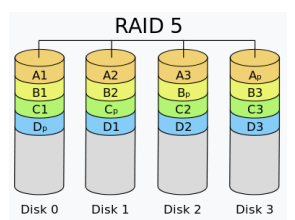 RAID 5
A1 A2 A3 Ap
B1 B2 Bp B3
C1 Cp C2 C3
Dp D1 D2 D3
Disk 0 Disk 1 Disk 2 Disk 3